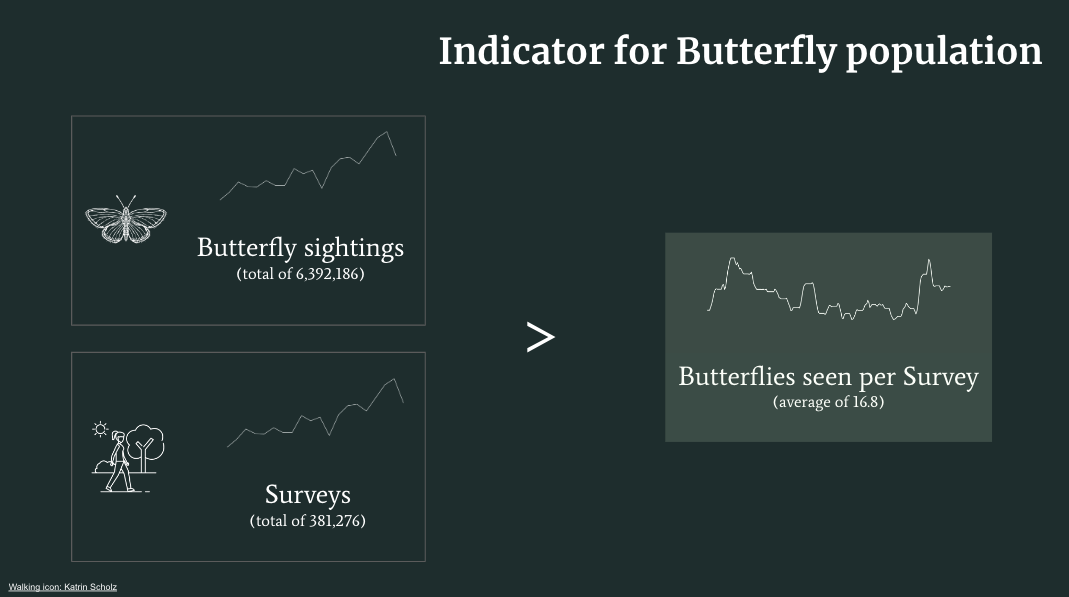 Indicator for Butterfly population
Butterfly sightings
(total of 6,392,186)
Surveys
(total of 381,276)
>
Butterflies seen per Survey
(average of 16.8)
Walking icon: Katrin Scholz